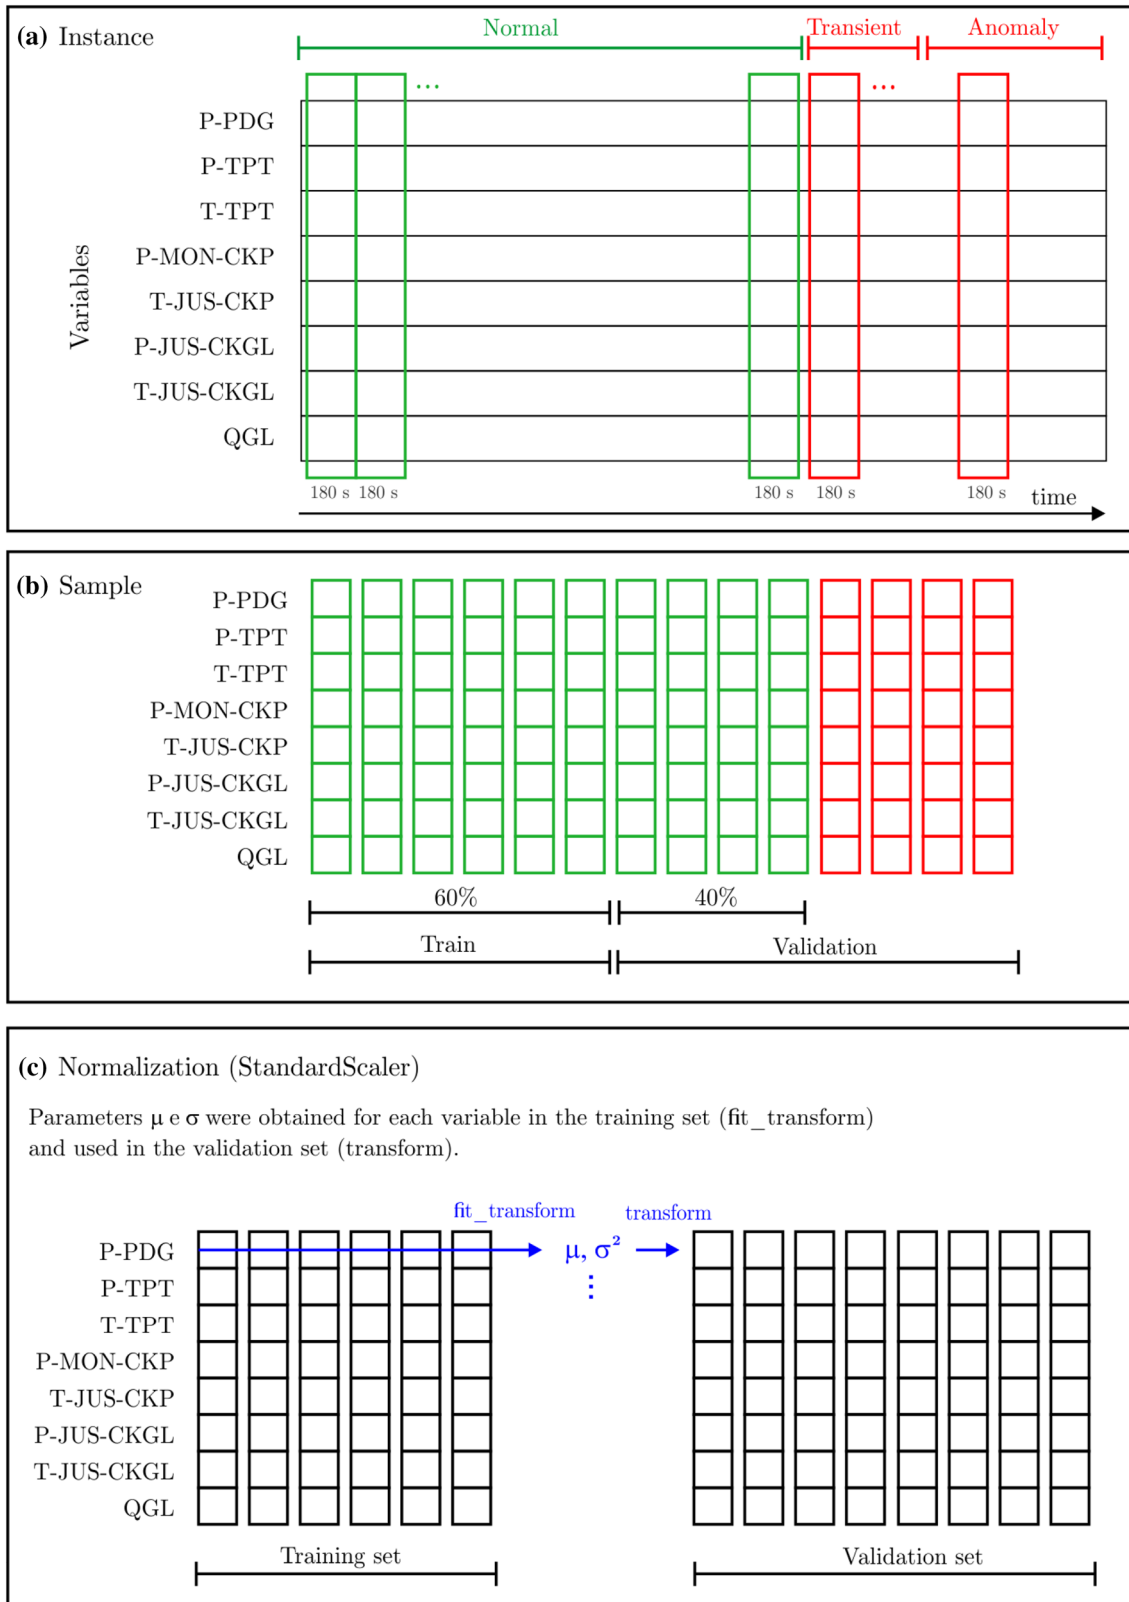 (a) Instance
Normal
Transient
Anomaly
...
...
Variables
P-PDG
P-TPT
T-TPT
P-MON-CKP
T-JUS-CKP
P-JUS-CKGL
T-JUS-CKGL
QGL
180 s
180 s
180 s
180 s
180 s
time
(b) Sample
P-PDG
P-TPT
T-TPT
P-MON-CKP
T-JUS-CKP
P-JUS-CKGL
T-JUS-CKGL
QGL
60%
40%
Train
Validation
(c) Normalization (StandardScaler)
Parameters μ e σ were obtained for each variable in the training set (fit_transform)
and used in the validation set (transform).
fit_transform
transform
μ, σ²
⋮
P-PDG
P-TPT
T-TPT
P-MON-CKP
T-JUS-CKP
P-JUS-CKGL
T-JUS-CKGL
QGL
Training set
Validation set